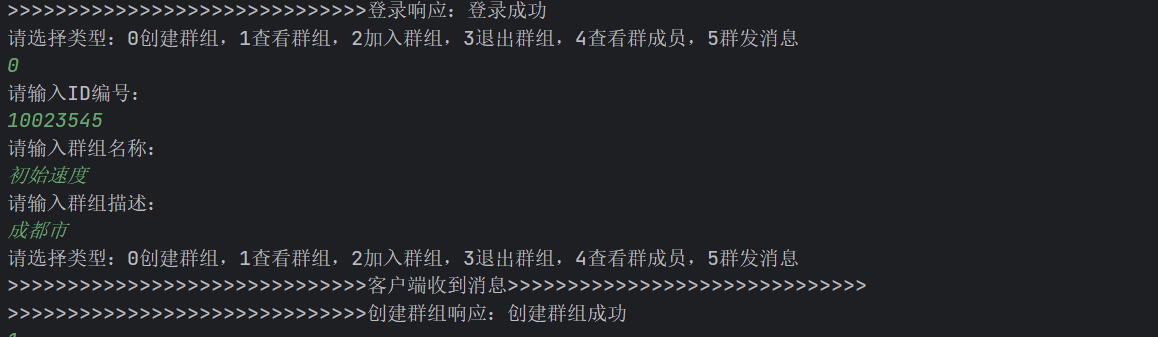 >>>>>>>>>>>>>>>>>>>>>>>>>>>>>>登录响应：登录成功
请选择类型：0创建群组，1查看群组，2加入群组，3退出群组，4查看群成员，5群发消息
0
请输入ID编号：
10023545
请输入群组名称：
初始速度
请输入群组描述：
成都市
请选择类型：0创建群组，1查看群组，2加入群组，3退出群组，4查看群成员，5群发消息
>>>>>>>>>>>>>>>>>>>>>>>>>>>>>>客户端收到消息>>>>>>>>>>>>>>>>>>>>>>>>>>>>>>
>>>>>>>>>>>>>>>>>>>>>>>>>>>>>>创建群组响应：创建群组成功